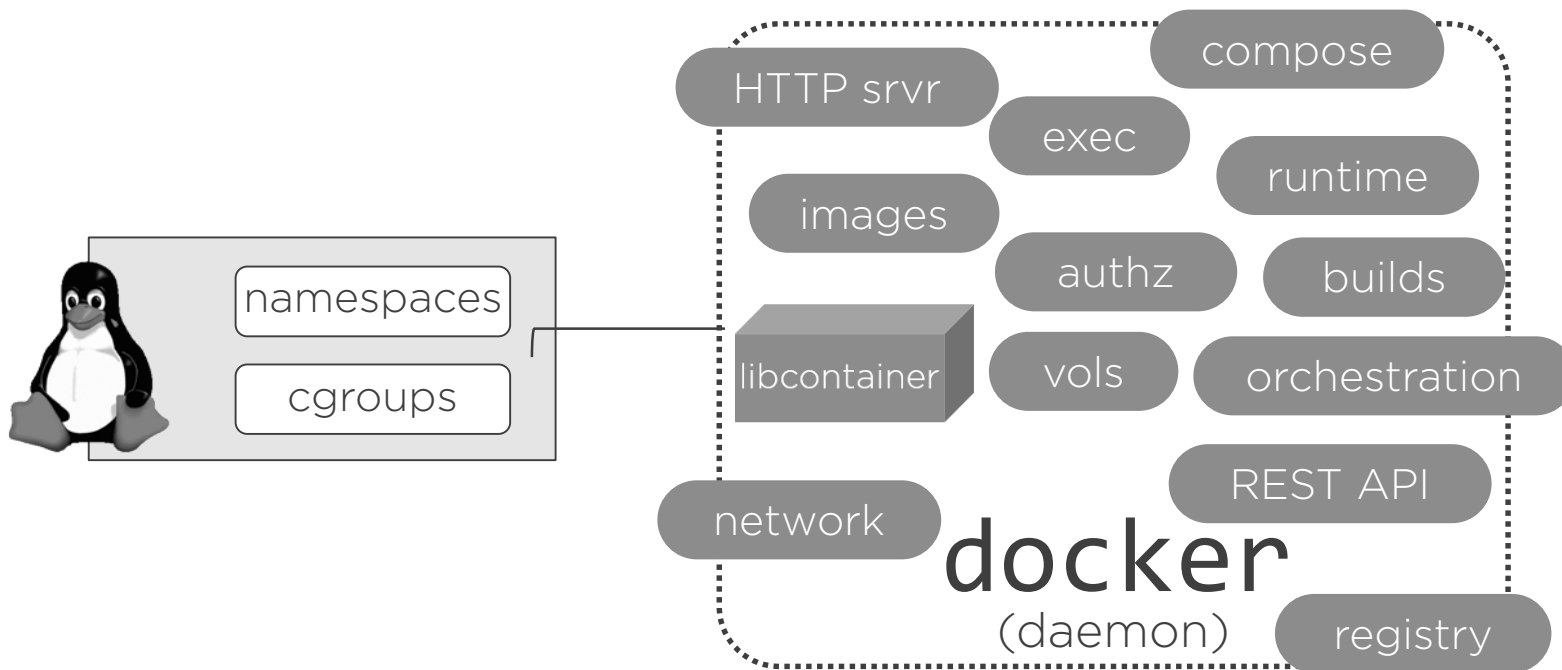 namespaces
cgroups
compose
HTTP srvr
exec
runtime
images
authz
builds
libcontainer
vols
orchestration
REST API
network
docker
(daemon)
registry